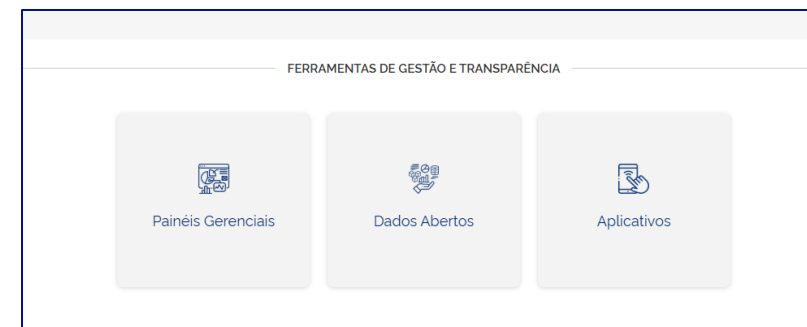 FERRAMENTAS DE GESTÃO E TRANSPARÊNCIA
Painéis Gerenciais
Dados Abertos
Aplicativos